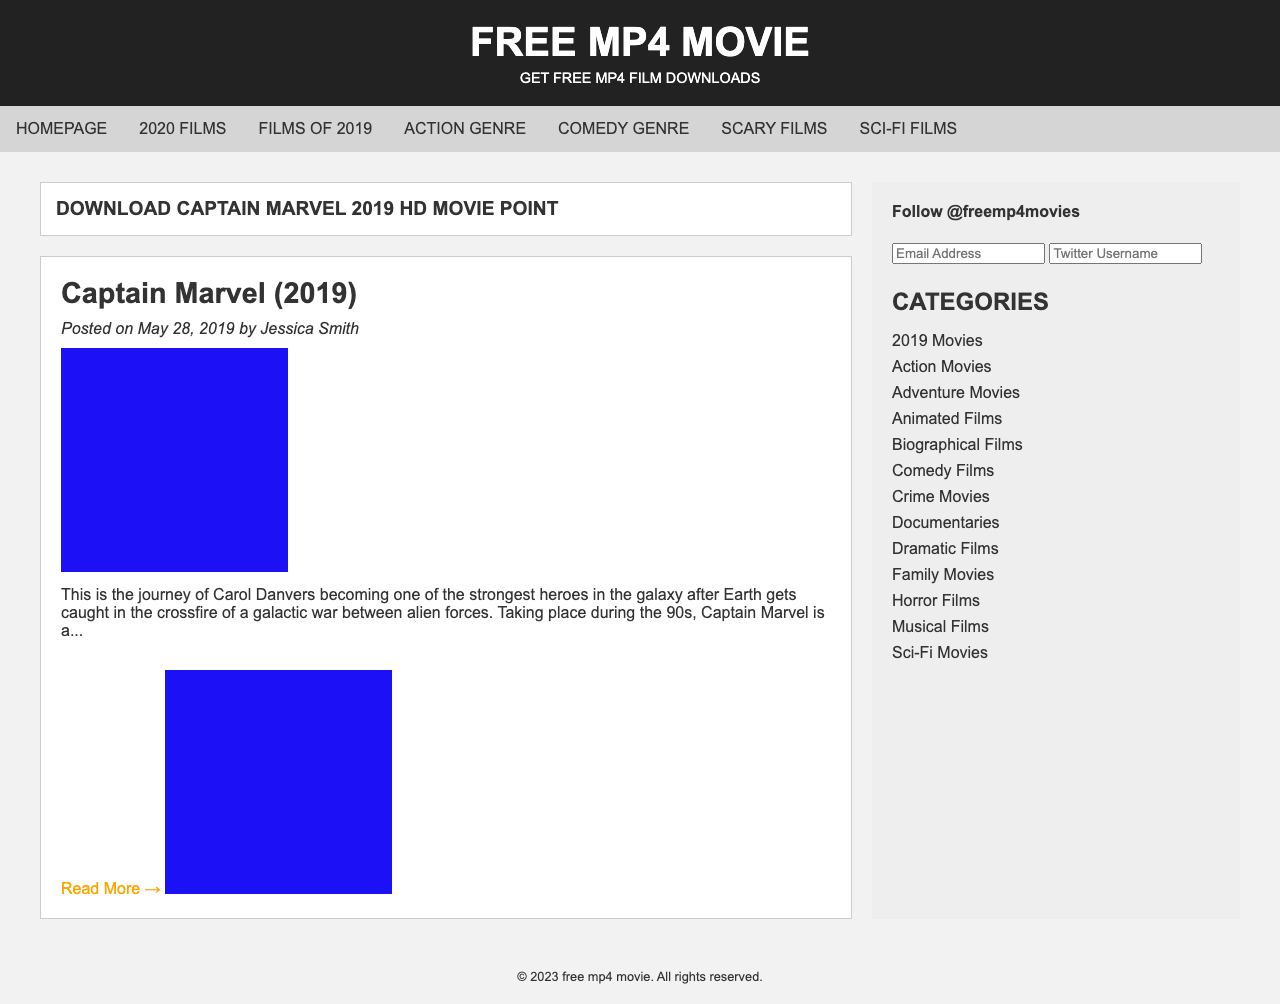 FREE MP4 MOVIE
GET FREE MP4 FILM DOWNLOADS
HOMEPAGE 2020 FILMS FILMS OF 2019 ACTION GENRE COMEDY GENRE SCARY FILMS SCI-FI FILMS
DOWNLOAD CAPTAIN MARVEL 2019 HD MOVIE POINT
Captain Marvel (2019)
Posted on May 28, 2019 by Jessica Smith
This is the journey of Carol Danvers becoming one of the strongest heroes in the galaxy after Earth gets
caught in the crossfire of a galactic war between alien forces. Taking place during the 90s, Captain Marvel is
a...
Read More →
Follow @freemp4movies
Email Address Twitter Username
CATEGORIES
2019 Movies
Action Movies
Adventure Movies
Animated Films
Biographical Films
Comedy Films
Crime Movies
Documentaries
Dramatic Films
Family Movies
Horror Films
Musical Films
Sci-Fi Movies
© 2023 free mp4 movie. All rights reserved.